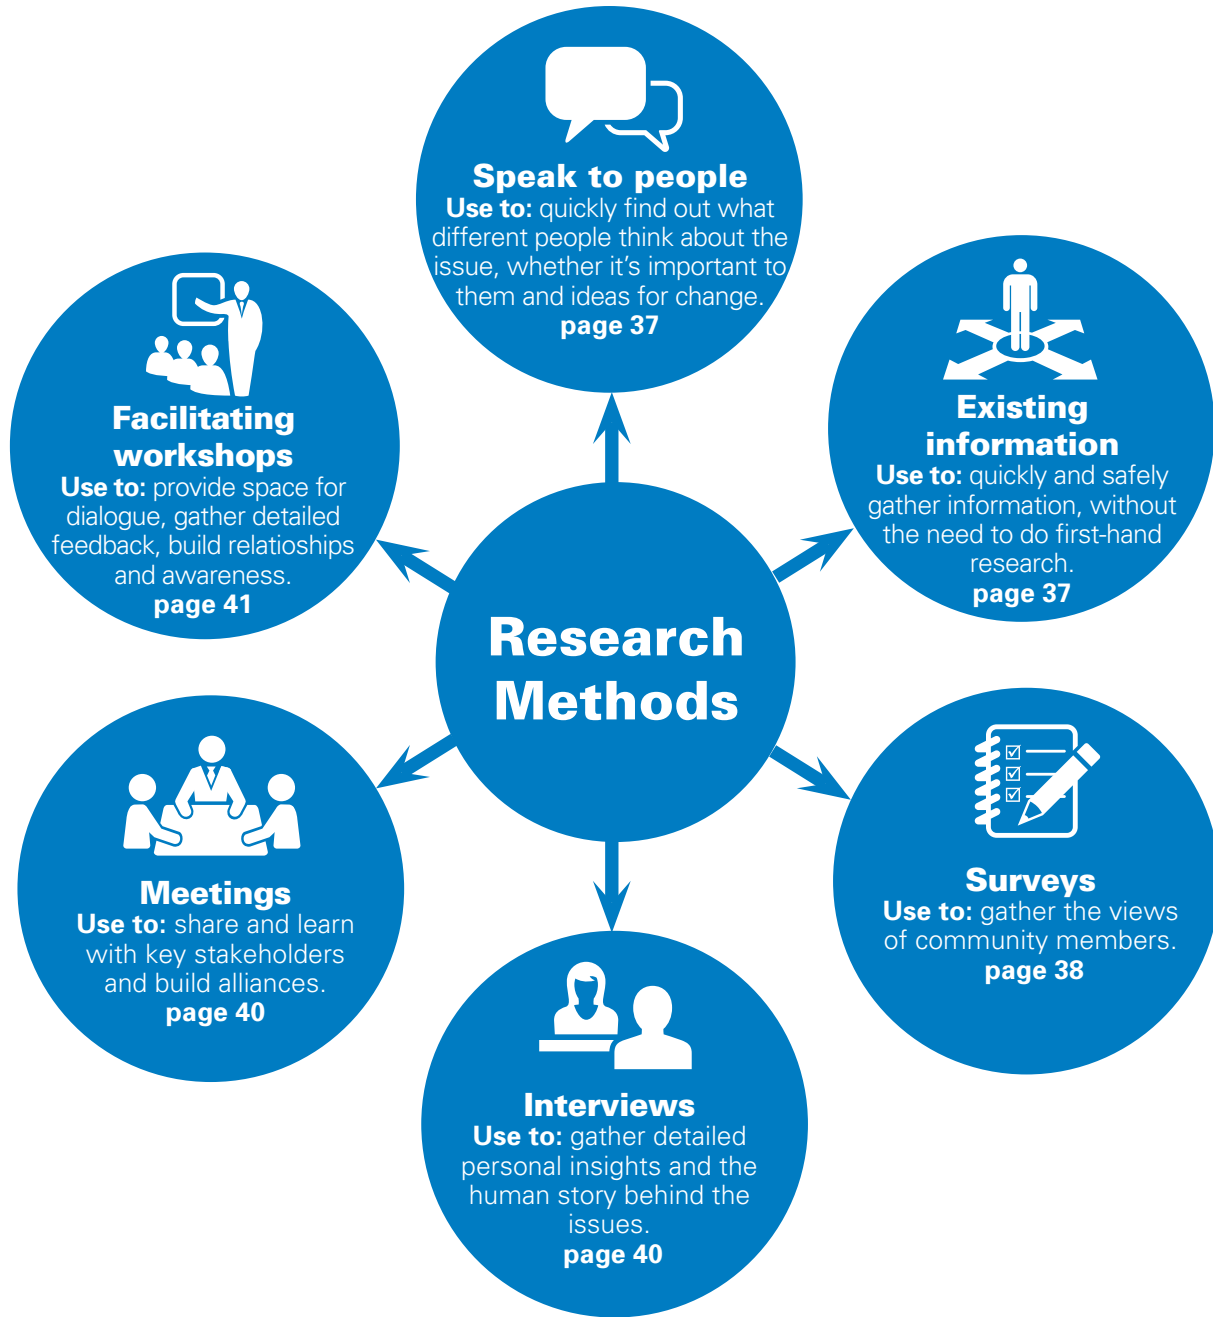 Speak to people
Use to: quickly find out what
different people think about the
issue, whether it's important to
them and ideas for change.
page 37
Existing
information
Use to: quickly and safely
gather information, without
the need to do first-hand
research.
page 37
Facilitating
workshops
Use to: provide space for
dialogue, gather detailed
feedback, build relatioships
and awareness.
page 41
Research
Methods
Surveys
Use to: gather the views
of community members.
page 38
Meetings
Use to: share and learn
with key stakeholders
and build alliances.
page 40
Interviews
Use to: gather detailed
personal insights and the
human story behind the
issues.
page 40